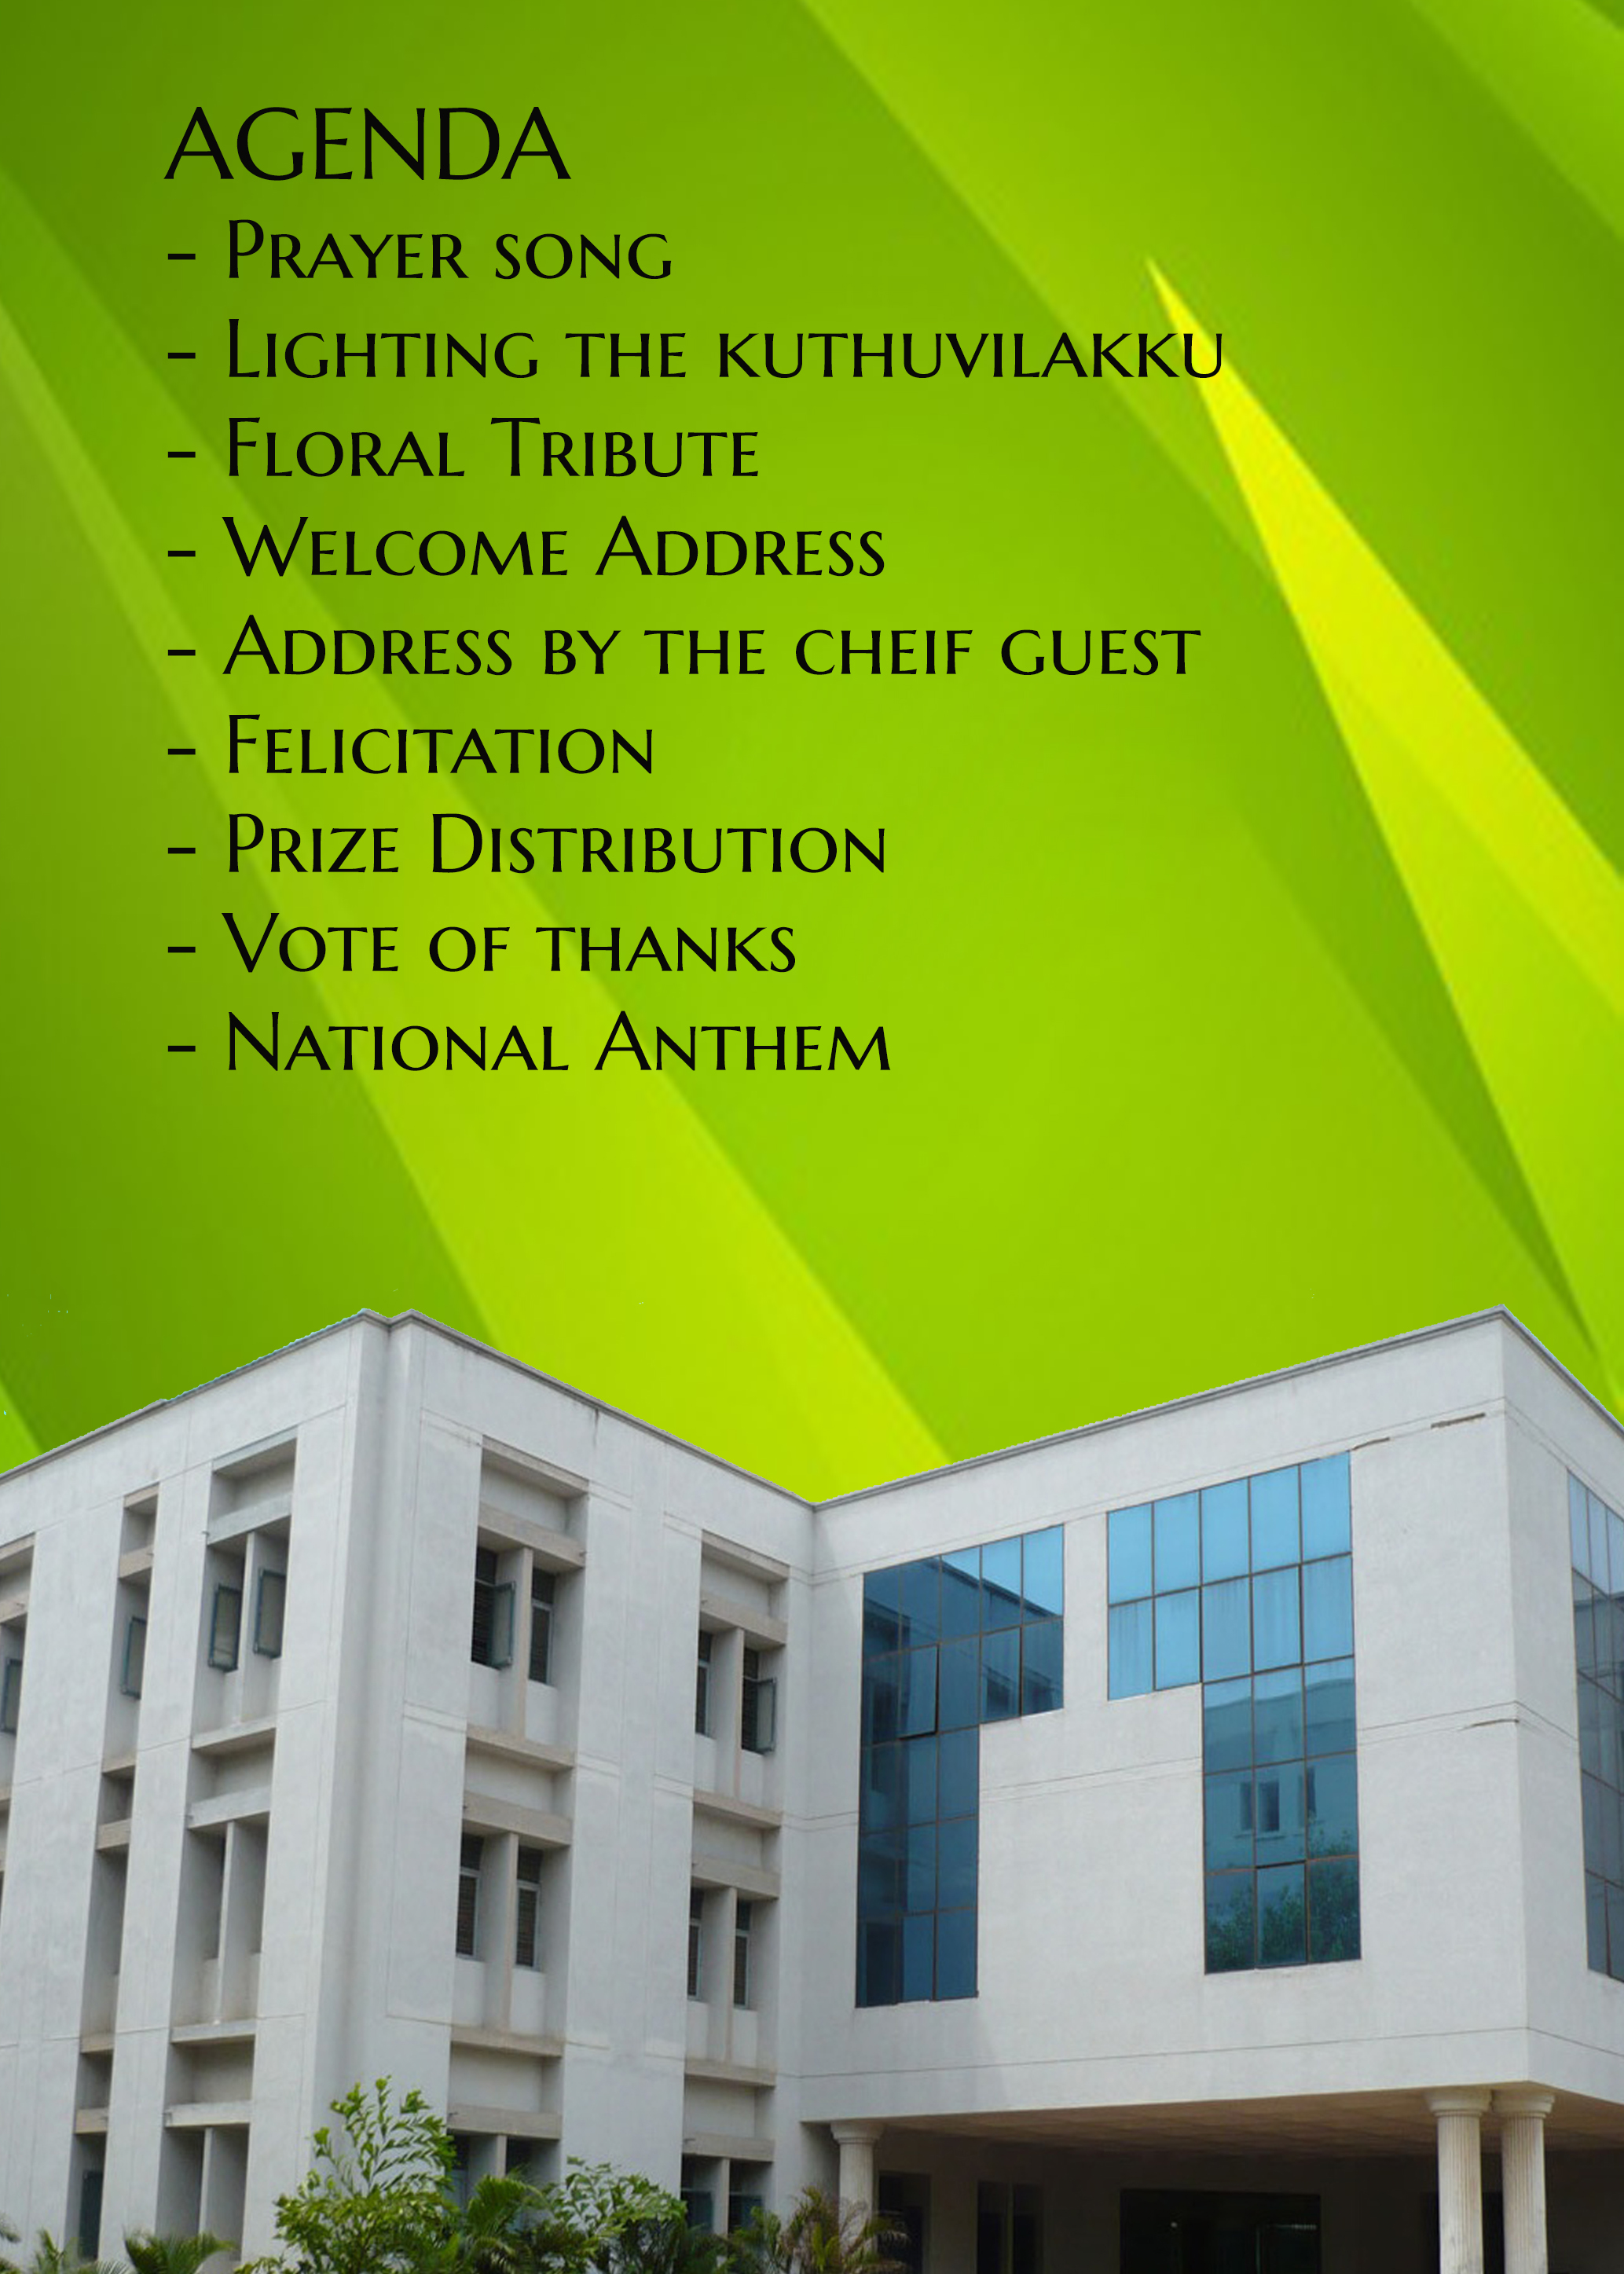 AGENDA
- Prayer song
- Lighting the kuthuvilakku
- Floral Tribute
- Welcome Address
- Address by the cheif guest
- Felicitation
- Prize Distribution
- Vote of thanks
- National Anthem